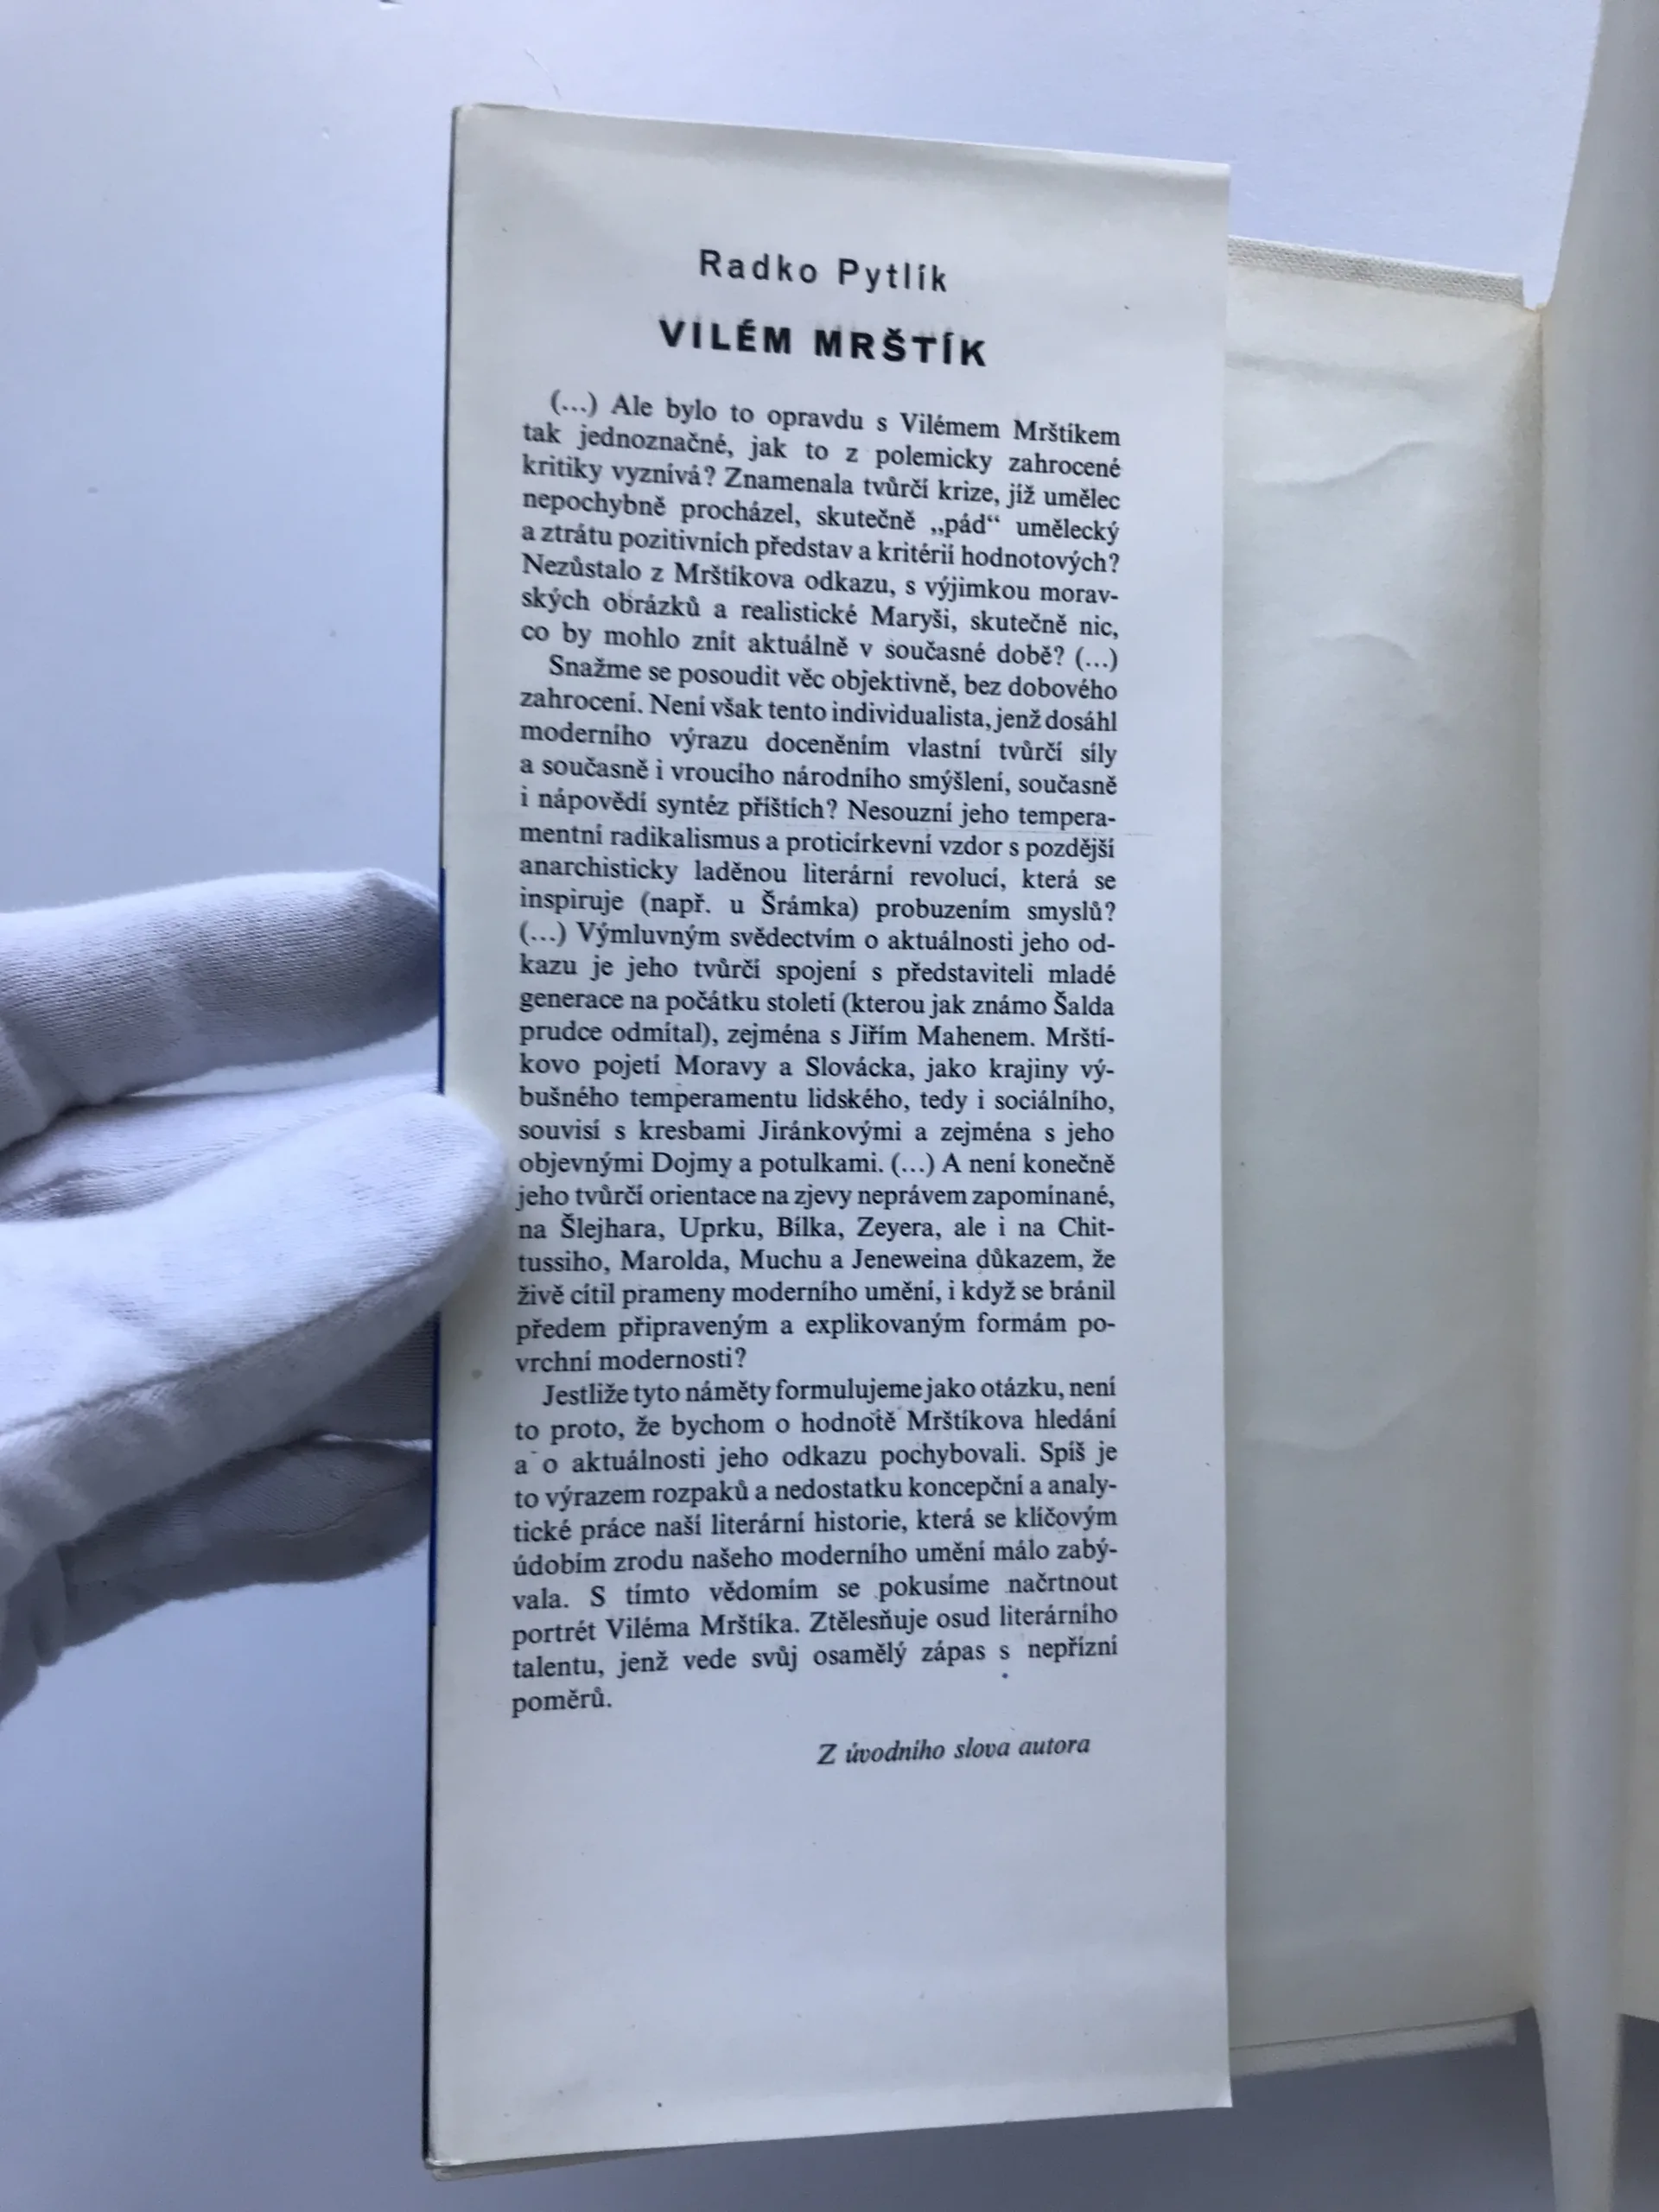 Radko Pytlík
VILÉM MRŠTÍK
(...) Ale bylo to opravdu s Vilémem Mrštíkem
tak jednoznačné, jak to z polemicky zahrocené
kritiky vyznívá? Znamenala tvůrčí krize, jíž umělec
nepochybně procházel, skutečně „pád“ umělecký
a ztrátu pozitivních představ a kritérií hodnotových?
Nezůstalo z Mrštíkova odkazu, s výjimkou morav-
ských obrázků a realistické Maryši, skutečně nic,
co by mohlo znít aktuálně v současné době? (...)
Snažme se posoudit věc objektivně, bez dobového
zahrocení. Není však tento individualista, jenž dosáhl
moderního výrazu doceněním vlastní tvůrčí síly
a současně i vroucího národního smýšlení, současně
i nápovědí syntéz příštích? Nesouzní jeho tempera-
mentní radikalismus a proticírkevní vzdor s pozdější
anarchisticky laděnou literární revolucí, která se
inspiruje (např. u Šrámka) probuzením smyslů?
(...) Výmluvným svědectvím o aktuálnosti jeho od-
kazu je jeho tvůrčí spojení s představiteli mladé
generace na počátku století (kterou jak známo Šalda
prudce odmítal), zejména s Jiřím Mahenem. Mrští-
kovo pojetí Moravy a Slovácka, jako krajiny vý-
bušného temperamentu lidského, tedy i sociálního,
souvisí s kresbami Jiránkovými a zejména s jeho
objevnými Dojmy a potulkami. (...) A není konečně
jeho tvůrčí orientace na zjevy neprávem zapomínané,
na Šlejhara, Uprku, Bílka, Zeyera, ale i na Chit-
tussiho, Marolda, Muchu a Jeneweina důkazem, že
živě cítil prameny moderního umění, i když se bránil
předem připraveným a explikovaným formám po-
vrchní modernosti?
Jestliže tyto náměty formulujeme jako otázku, není
to proto, že bychom o hodnotě Mrštíkova hledání
a o aktuálnosti jeho odkazu pochybovali. Spíš je
to výrazem rozpaků a nedostatku koncepční a analy-
tické práce naší literární historie, která se klíčovým
údobím zrodu našeho moderního umění málo zabý-
vala. S tímto vědomím se pokusíme načrtnout
portrét Viléma Mrštíka. Ztělesňuje osud literárního
talentu, jenž vede svůj osamělý zápas s nepřízní
poměrů.
Z úvodního slova autora